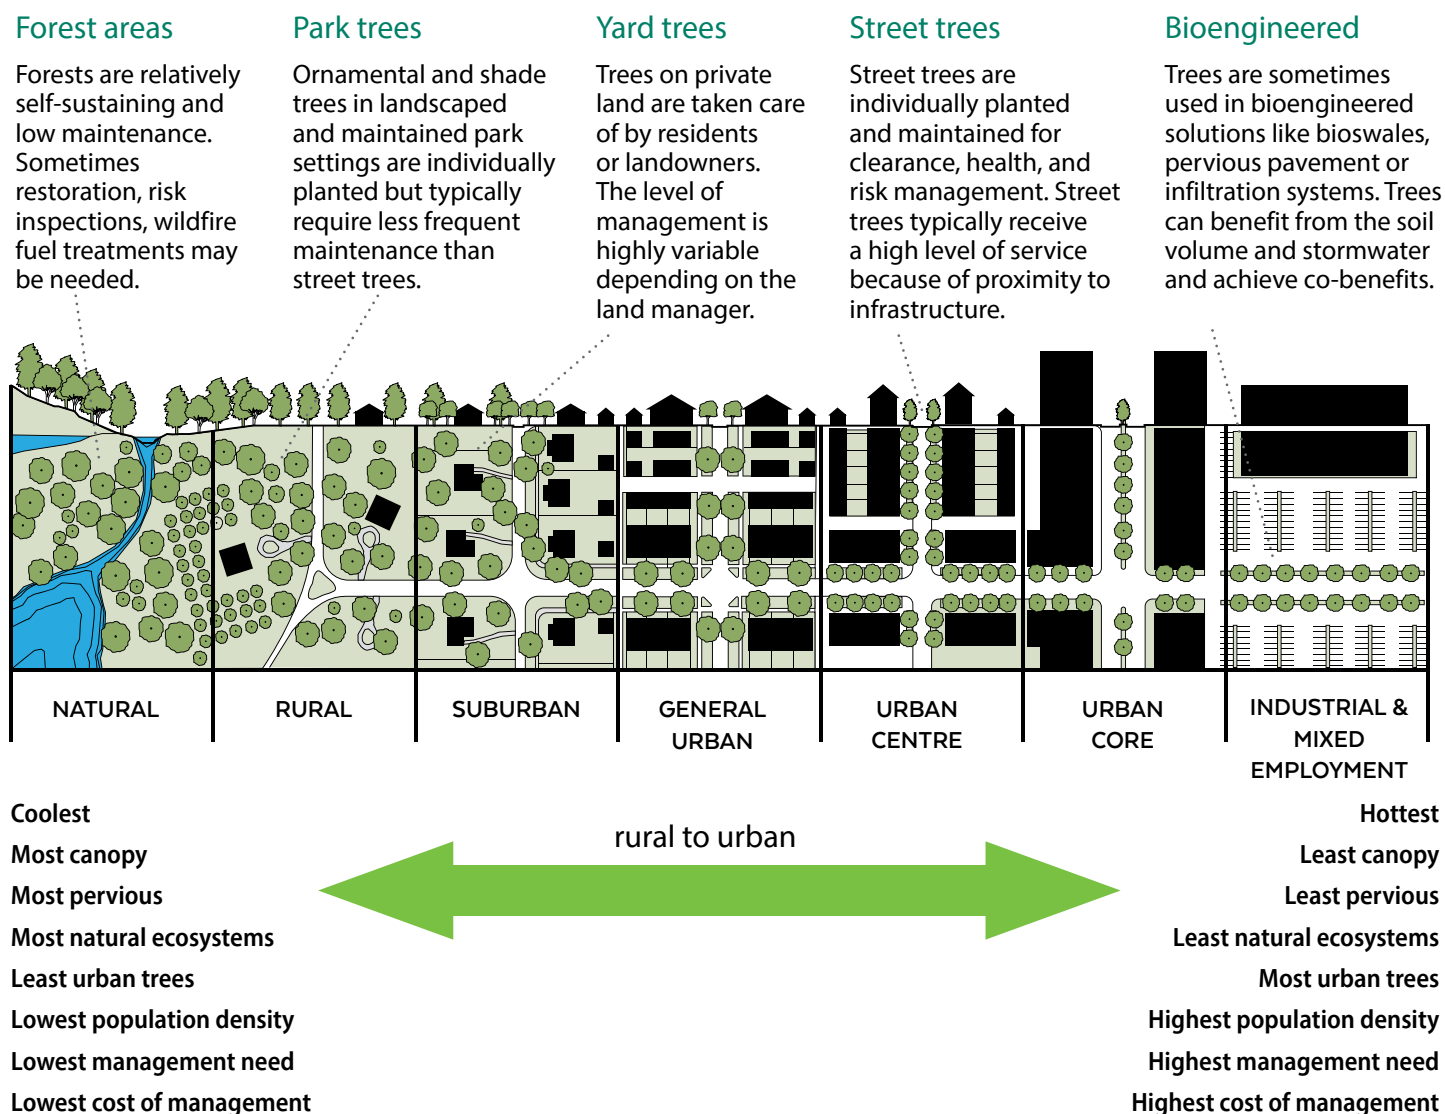 Forest areas
Forests are relatively
self-sustaining and
low maintenance.
Sometimes
restoration, risk
inspections, wildfire
fuel treatments may
be needed.
Park trees
Ornamental and shade
trees in landscaped
and maintained park
settings are individually
planted but typically
require less frequent
maintenance than
street trees.
Yard trees
Trees on private
land are taken care
of by residents
or landowners.
The level of
management is
highly variable
depending on the
land manager.
Street trees
Street trees are
individually planted
and maintained for
clearance, health, and
risk management. Street
trees typically receive
a high level of service
because of proximity to
infrastructure.
Bioengineered
Trees are sometimes
used in bioengineered
solutions like bioswales,
pervious pavement or
infiltration systems. Trees
can benefit from the soil
volume and stormwater
and achieve co-benefits.
NATURAL
RURAL
SUBURBAN
GENERAL
URBAN
URBAN
CENTRE
URBAN
CORE
INDUSTRIAL &
MIXED
EMPLOYMENT
Coolest
Most canopy
Most pervious
Most natural ecosystems
Least urban trees
Lowest population density
Lowest management need
Lowest cost of management
rural to urban
Hottest
Least canopy
Least pervious
Least natural ecosystems
Most urban trees
Highest population density
Highest management need
Highest cost of management